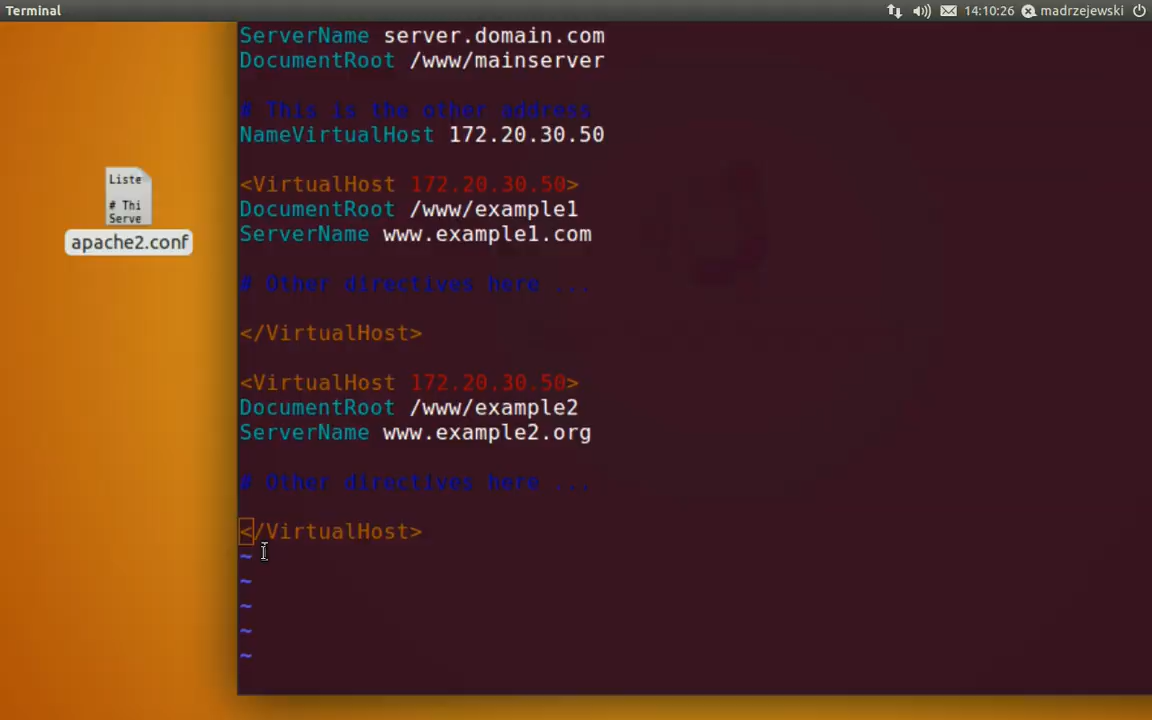 Terminal
14:10:26
madrzejewski
Liste
# Thi
Serve
apache2.conf
ServerName server.domain.com
DocumentRoot /www/mainserver
# This is the other address
NameVirtualHost 172.20.30.50
<VirtualHost 172.20.30.50>
DocumentRoot /www/example1
ServerName www.example1.com
# Other directives here ...
</VirtualHost>
<VirtualHost 172.20.30.50>
DocumentRoot /www/example2
ServerName www.example2.org
# Other directives here ...
</VirtualHost>
~
~
~
~
~